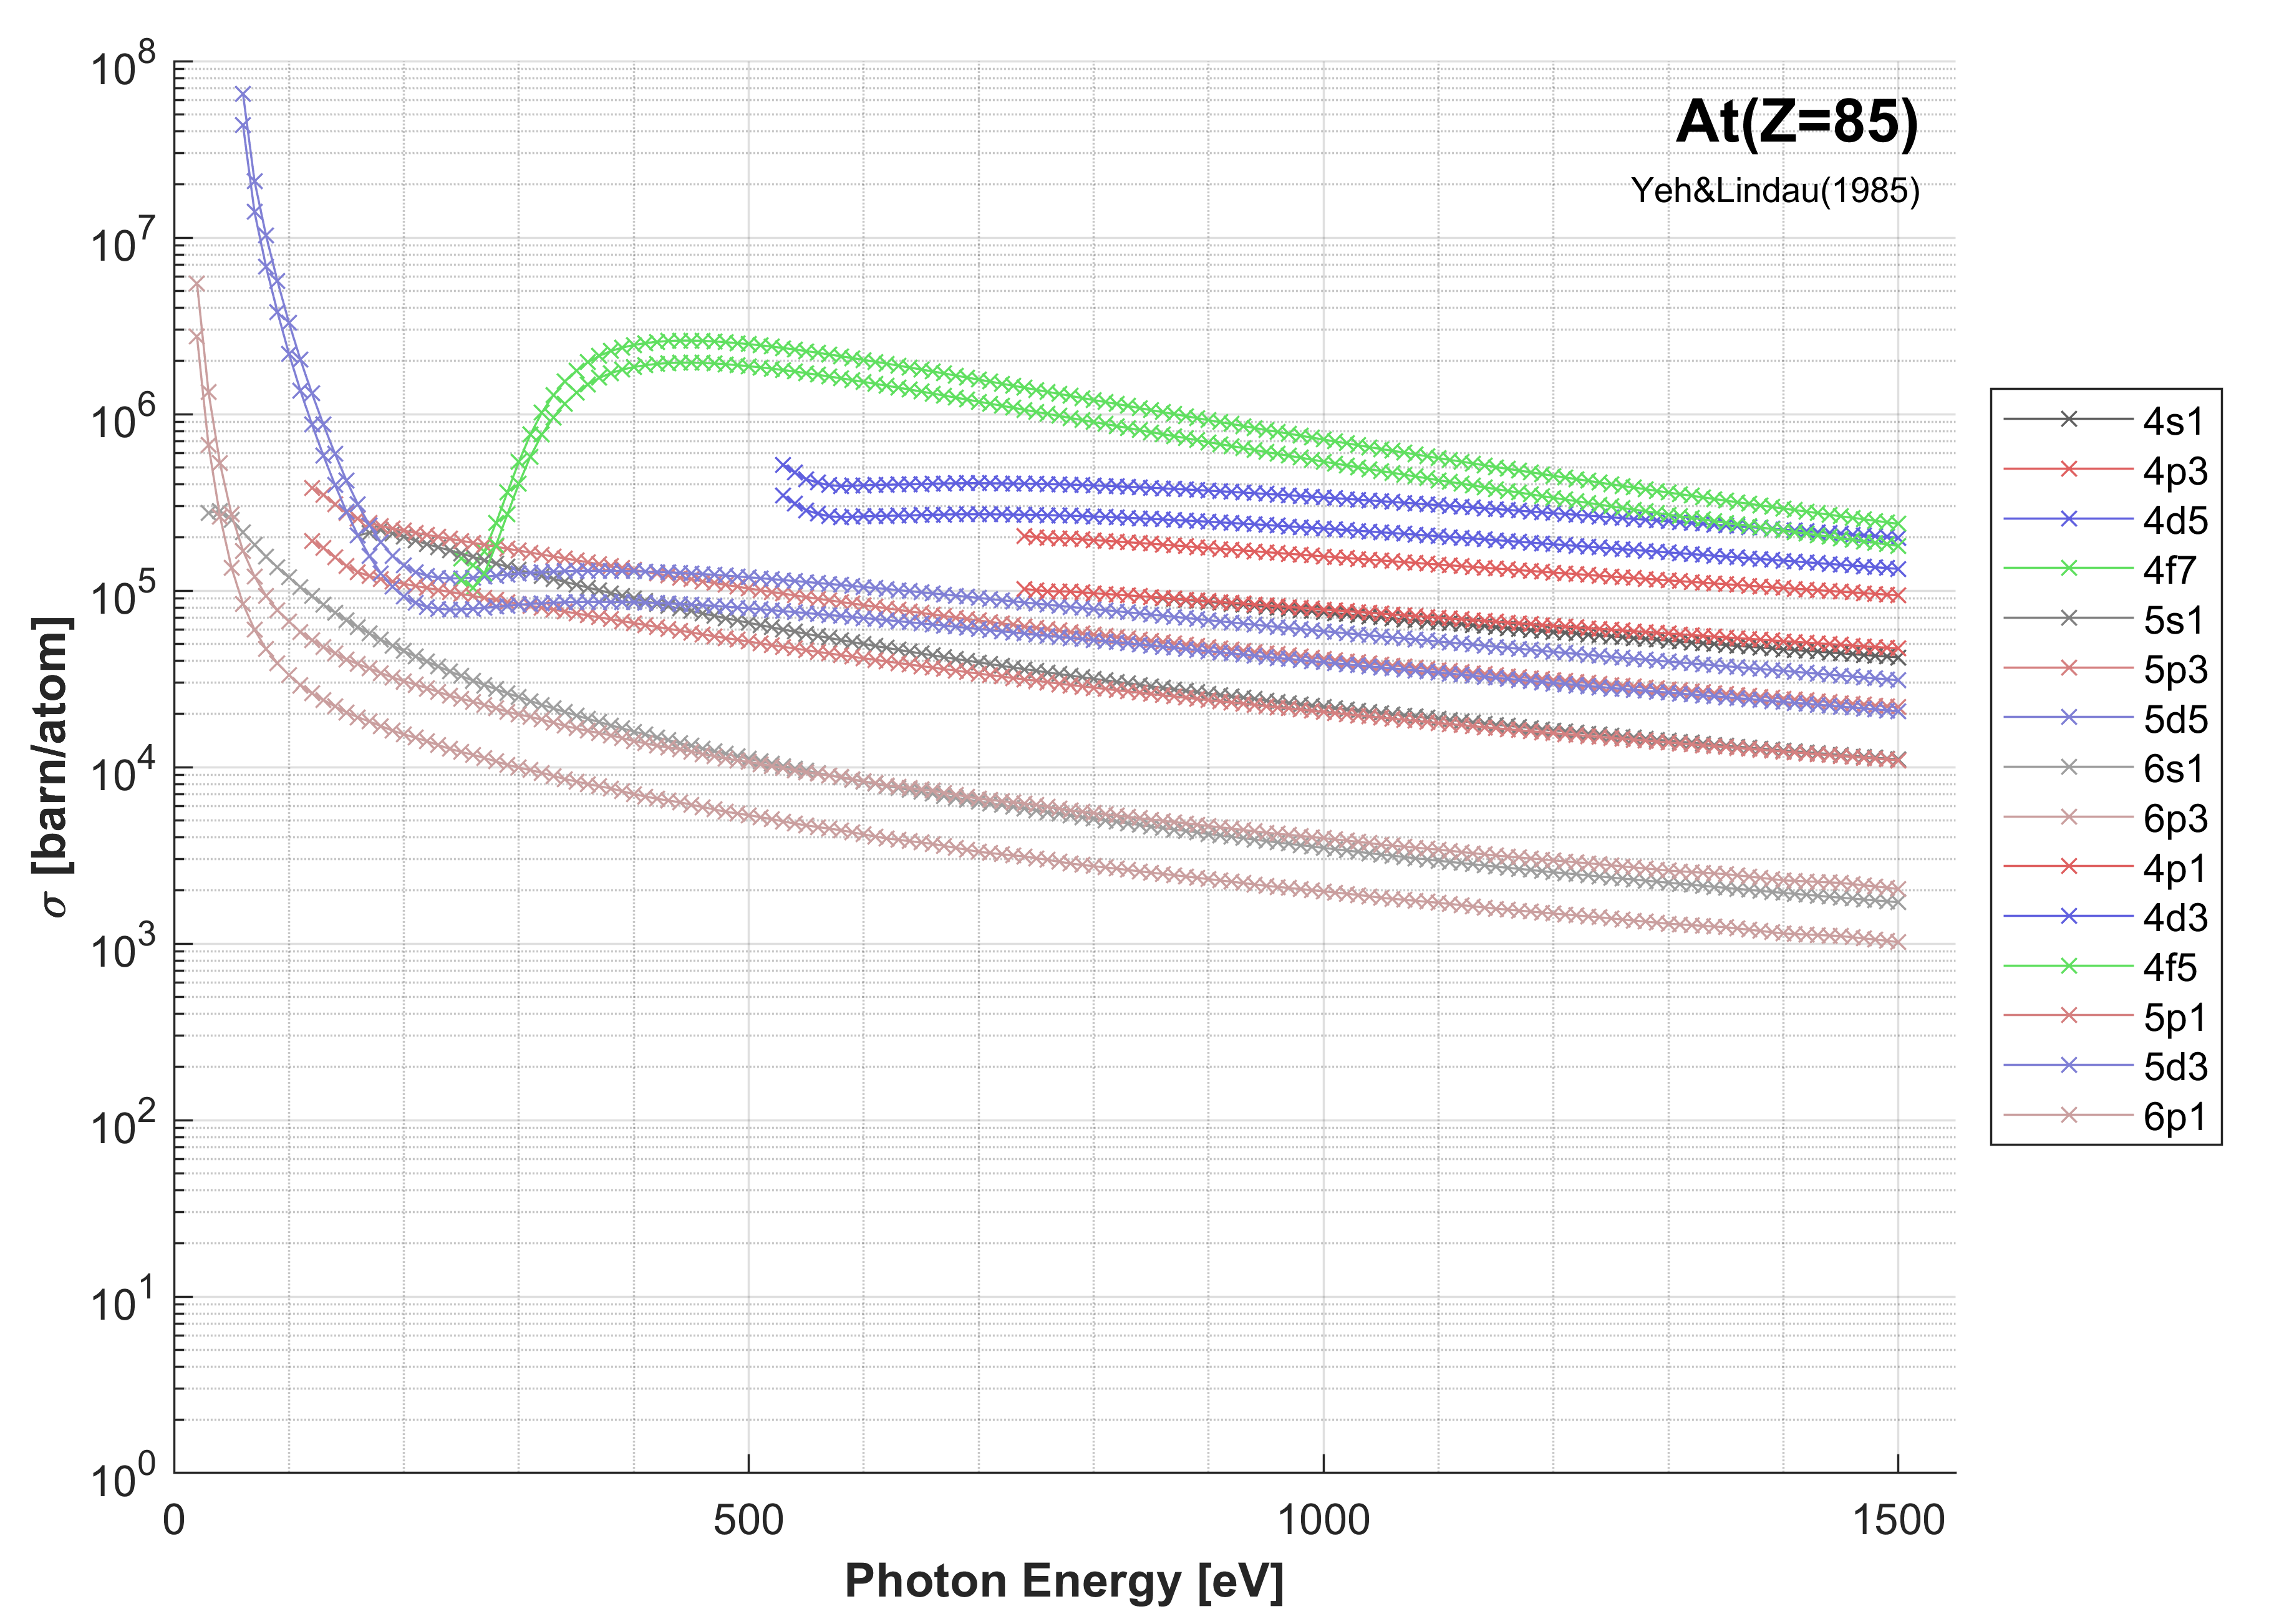 At(Z=85)
Yeh&Lindau(1985)
10^8
10^7
10^6
10^5
10^4
10^3
10^2
10^1
10^0
σ [barn/atom]
0 500 1000 1500
Photon Energy [eV]
4s1
4p3
4d5
4f7
5s1
5p3
5d5
6s1
6p3
4p1
4d3
4f5
5p1
5d3
6p1